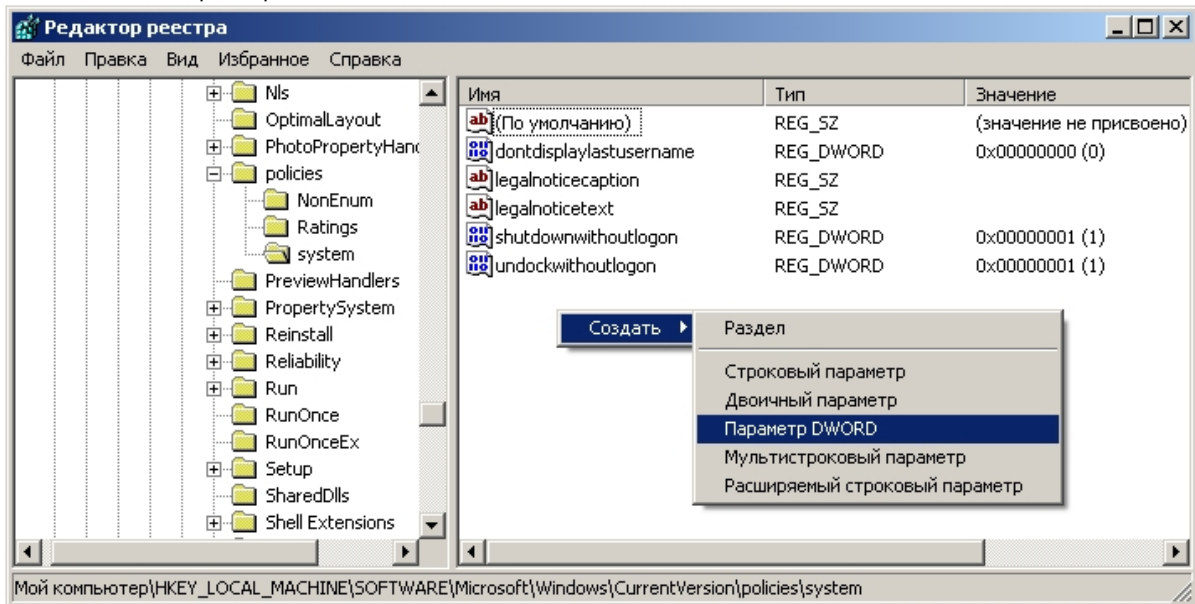 Редактор реестра
Файл Правка Вид Избранное Справка
Nls
OptimalLayout
PhotoPropertyHand
policies
NonEnum
Ratings
system
PreviewHandlers
PropertySystem
Reinstall
Reliability
Run
RunOnce
RunOnceEx
Setup
SharedDlls
Shell Extensions
Имя Тип Значение
(По умолчанию) REG_SZ (значение не присвоено)
dontdisplaylastusername REG_DWORD 0x00000000 (0)
legalnoticecaption REG_SZ
legalnoticetext REG_SZ
shutdownwithoutlogon REG_DWORD 0x00000001 (1)
undockwithoutlogon REG_DWORD 0x00000001 (1)
Создать
Раздел
Строковый параметр
Двоичный параметр
Параметр DWORD
Мультистроковый параметр
Расширяемый строковый параметр
Мой компьютер\HKEY_LOCAL_MACHINE\SOFTWARE\Microsoft\Windows\CurrentVersion\policies\system